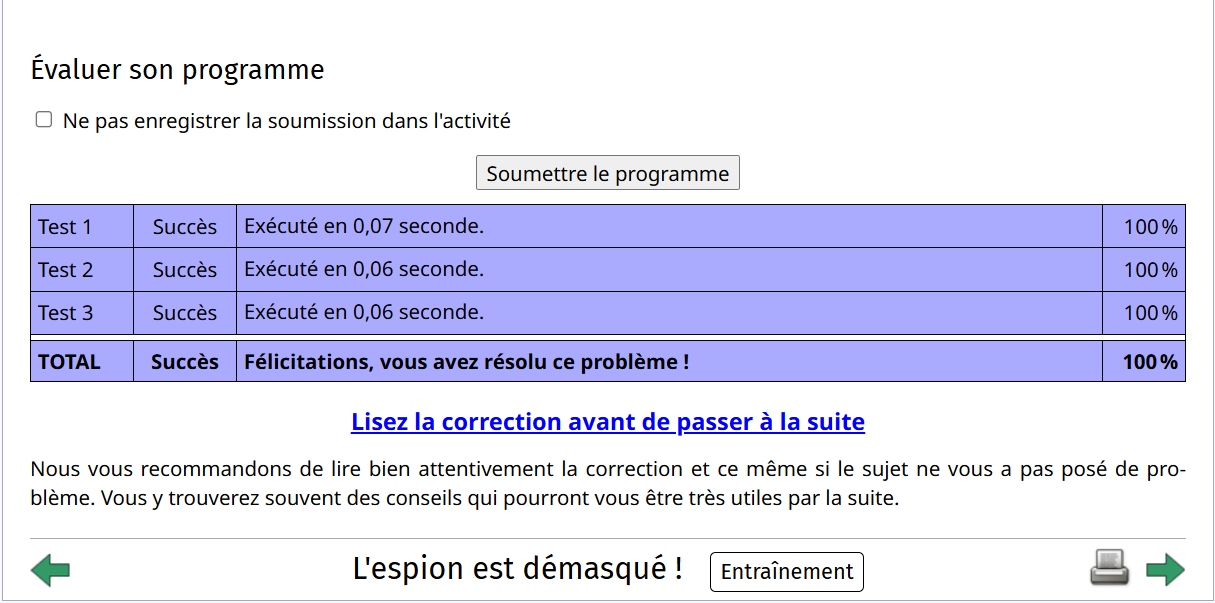 Évaluer son programme
Ne pas enregistrer la soumission dans l'activité
Soumettre le programme
Test 1 Succès Exécuté en 0,07 seconde. 100 %
Test 2 Succès Exécuté en 0,06 seconde. 100 %
Test 3 Succès Exécuté en 0,06 seconde. 100 %
TOTAL Succès Félicitations, vous avez résolu ce problème ! 100 %
Lisez la correction avant de passer à la suite
Nous vous recommandons de lire bien attentivement la correction et ce même si le sujet ne vous a pas posé de pro-
blème. Vous y trouverez souvent des conseils qui pourront vous être très utiles par la suite.
L'espion est démasqué ! Entraînement